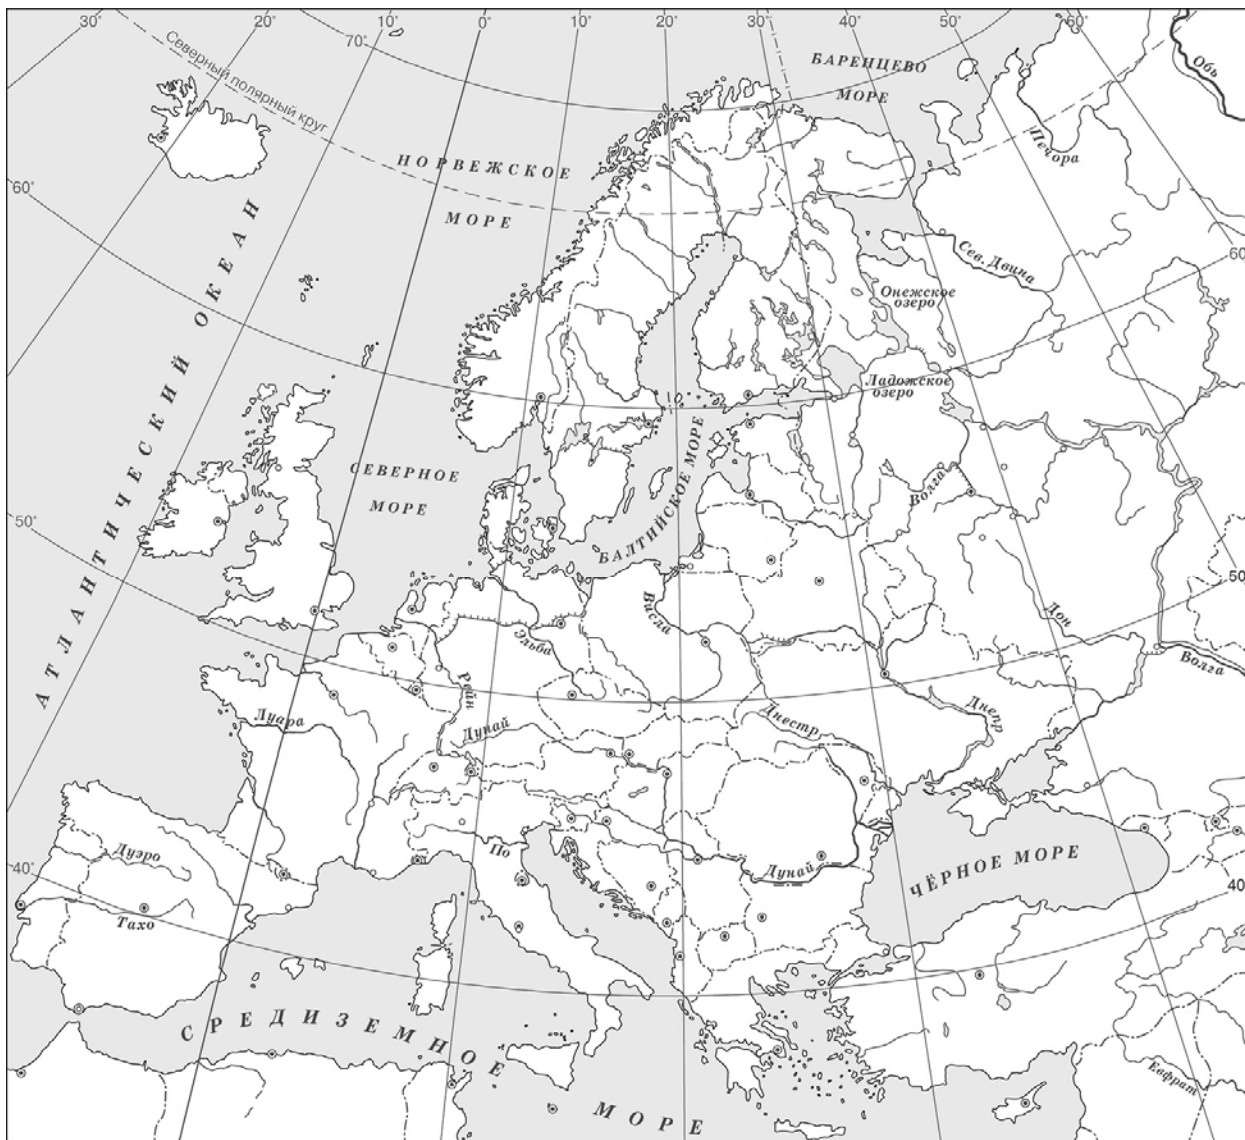 30°
20°
10°
0°
10°
20°
30°
40°
50°
60°
70°
Северный полярный круг
БАРЕНЦЕВО
МОРЕ
Обь
Печора
НОРВЕЖСКОЕ
МОРЕ
60°
60
Сев. Двина
Онежское
озеро
Ладожское
озеро
АТЛАНТИЧЕСКИЙ ОКЕАН
СЕВЕРНОЕ
МОРЕ
БАЛТИЙСКОЕ МОРЕ
Волга
50°
50
Висла
Эльба
Дон
Волга
Рейн
Луара
Дунай
Днестр
Днепр
По
Дунай
ЧЁРНОЕ МОРЕ
Дуэро
Тахо
40°
40
СРЕДИЗЕМНОЕ
МОРЕ
Евфрат